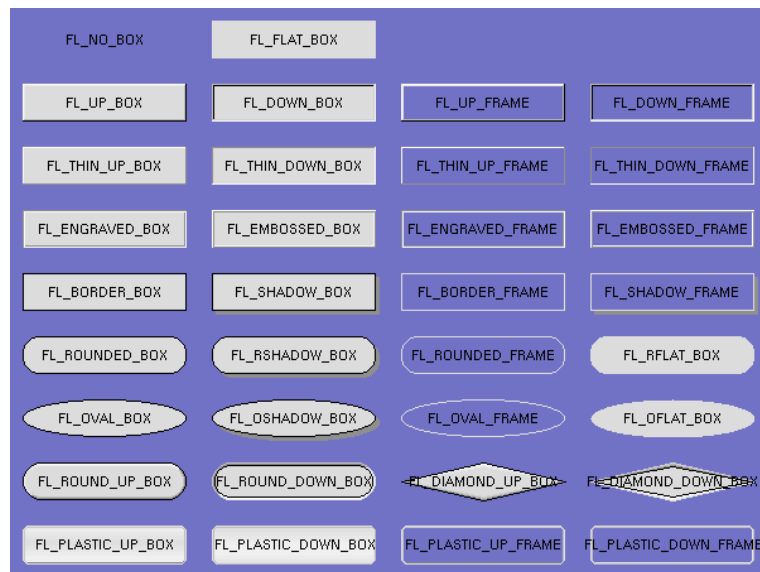 FL_NO_BOX FL_FLAT_BOX
FL_UP_BOX FL_DOWN_BOX FL_UP_FRAME FL_DOWN_FRAME
FL_THIN_UP_BOX FL_THIN_DOWN_BOX FL_THIN_UP_FRAME FL_THIN_DOWN_FRAME
FL_ENGRAVED_BOX FL_EMBOSSED_BOX FL_ENGRAVED_FRAME FL_EMBOSSED_FRAME
FL_BORDER_BOX FL_SHADOW_BOX FL_BORDER_FRAME FL_SHADOW_FRAME
FL_ROUNDED_BOX FL_RSHADOW_BOX FL_ROUNDED_FRAME FL_RFLAT_BOX
FL_OVAL_BOX FL_OSHADOW_BOX FL_OVAL_FRAME FL_OFLAT_BOX
FL_ROUND_UP_BOX FL_ROUND_DOWN_BOX FL_DIAMOND_UP_BOX FL_DIAMOND_DOWN_BOX
FL_PLASTIC_UP_BOX FL_PLASTIC_DOWN_BOX FL_PLASTIC_UP_FRAME FL_PLASTIC_DOWN_FRAME